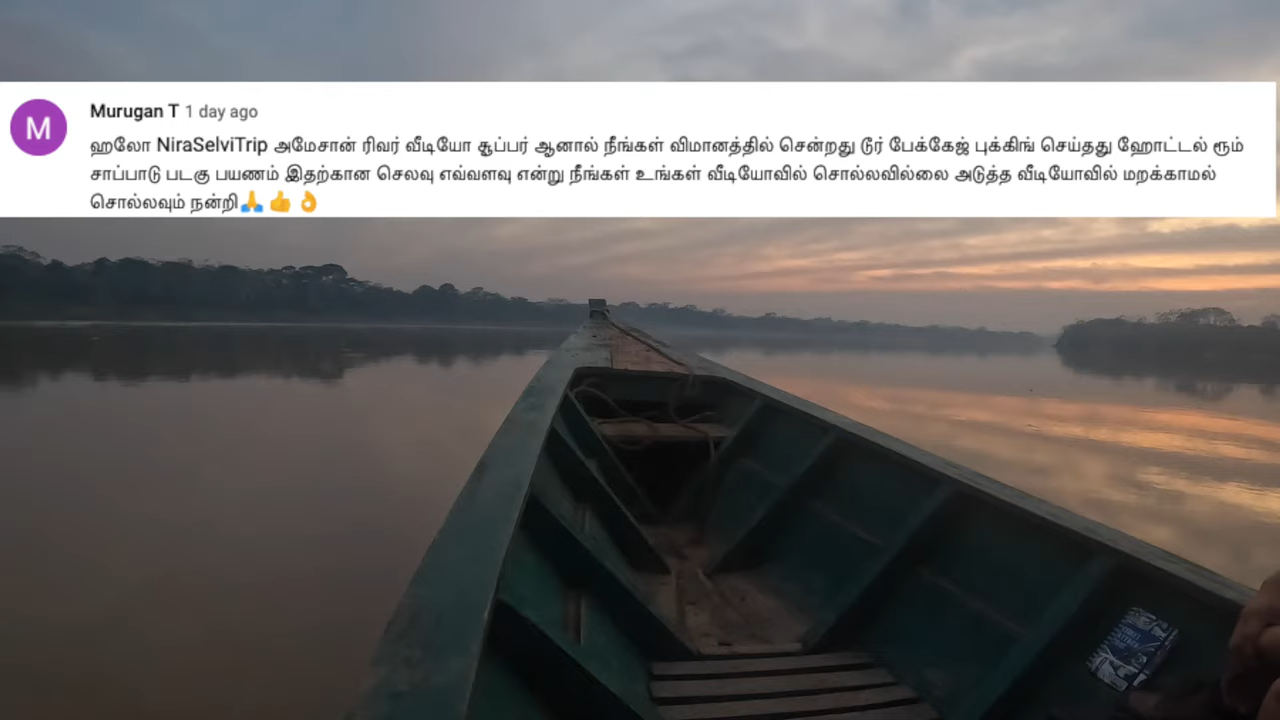 M
Murugan T 1 day ago
ஹலோ NiraSelviTrip அமேசான் ரிவர் வீடியோ சூப்பர் ஆனால் நீங்கள் விமானத்தில் சென்றது டூர் பேக்கேஜ் புக்கிங் செய்தது ஹோட்டல் ரூம்
சாப்பாடு படகு பயணம் இதற்கான செலவு எவ்வளவு என்று நீங்கள் உங்கள் வீடியோவில் சொல்லவில்லை அடுத்த வீடியோவில் மறக்காமல்
சொல்லவும் நன்றி🙏👍👌